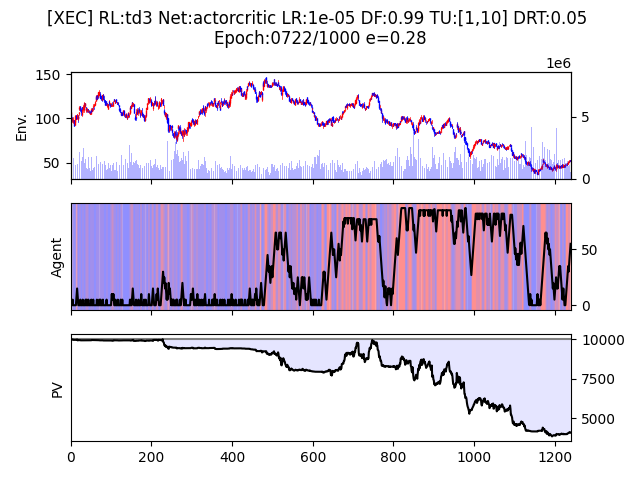 [XEC] RL:td3 Net:actorcritic LR:1e-05 DF:0.99 TU:[1,10] DRT:0.05
Epoch:0722/1000 e=0.28
1e6
150
100
50
Env.
5
0
Agent
50
0
PV
10000
7500
5000
0 200 400 600 800 1000 1200